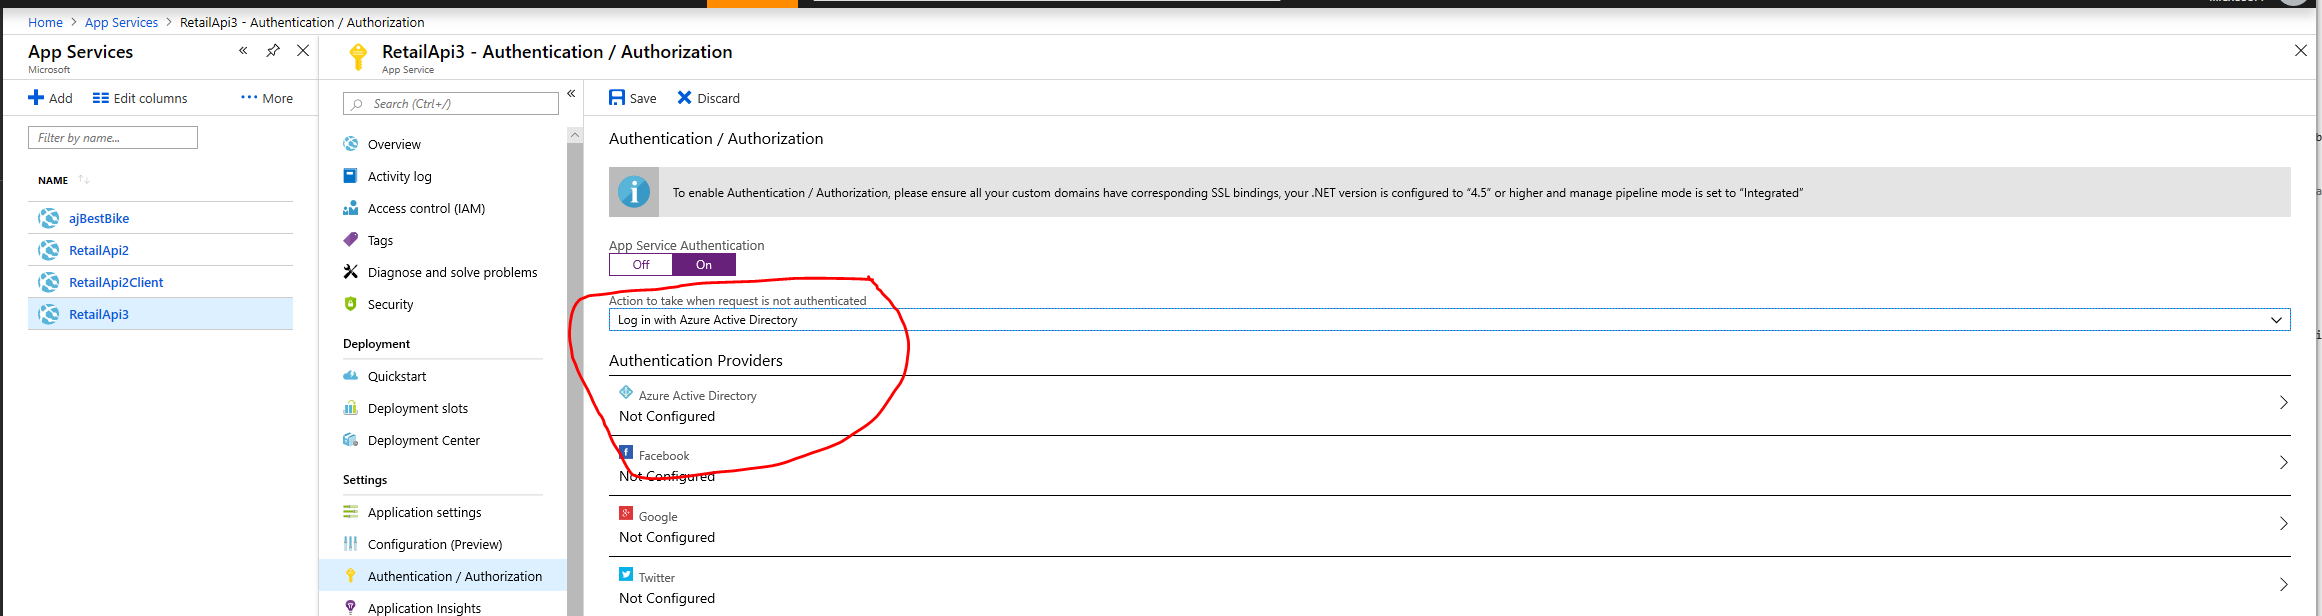 Home > App Services > RetailApi3 - Authentication / Authorization
App Services
Microsoft
Add Edit columns ··· More
Filter by name...
NAME
ajBestBike
RetailApi2
RetailApi2Client
RetailApi3
RetailApi3 - Authentication / Authorization
App Service
Search (Ctrl+/)
Overview
Activity log
Access control (IAM)
Tags
Diagnose and solve problems
Security
Deployment
Quickstart
Deployment slots
Deployment Center
Settings
Application settings
Configuration (Preview)
Authentication / Authorization
Application Insights
Save Discard
Authentication / Authorization
To enable Authentication / Authorization, please ensure all your custom domains have corresponding SSL bindings, your .NET version is configured to “4.5” or higher and manage pipeline mode is set to “Integrated”
App Service Authentication
Off On
Action to take when request is not authenticated
Log in with Azure Active Directory
Authentication Providers
Azure Active Directory
Not Configured
Facebook
Not Configured
Google
Not Configured
Twitter
Not Configured